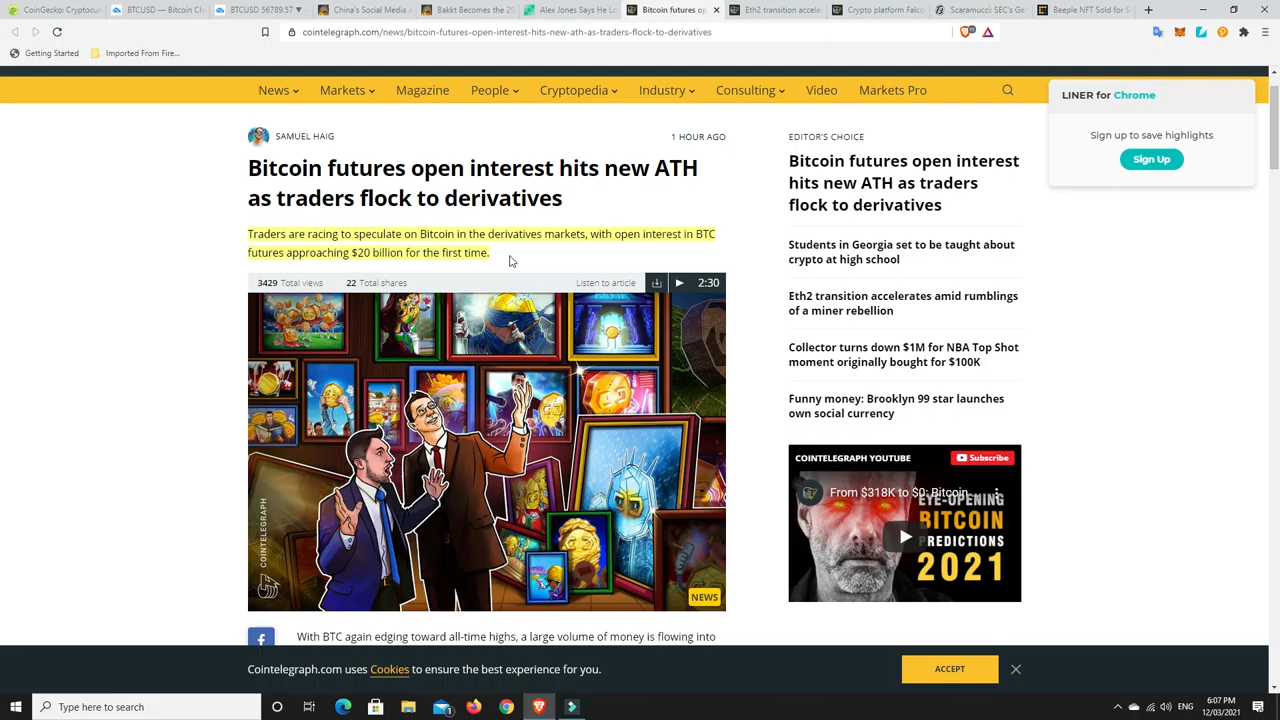 CoinGecko: Cryptocur
BTCUSD — Bitcoin Ch
BTCUSD 56789.57 ▼
China's Social Media
Bakkt Becomes the 29
Alex Jones Says He Lo
Bitcoin futures op
Eth2 transition accele
Crypto platform Falco
Scaramucci: SEC's Ge
Beeple NFT Sold for
cointelegraph.com/news/bitcoin-futures-open-interest-hits-new-ath-as-traders-flock-to-derivatives
Getting Started
Imported From Fire...
News
Markets
Magazine
People
Cryptopedia
Industry
Consulting
Video
Markets Pro
LINER for Chrome
Sign up to save highlights
Sign Up
SAMUEL HAIG
1 HOUR AGO
Bitcoin futures open interest hits new ATH
as traders flock to derivatives
Traders are racing to speculate on Bitcoin in the derivatives markets, with open interest in BTC
futures approaching $20 billion for the first time.
3429 Total views
22 Total shares
Listen to article
2:30
COINTELEGRAPH
NEWS
With BTC again edging toward all-time highs, a large volume of money is flowing into
EDITOR'S CHOICE
Bitcoin futures open interest
hits new ATH as traders
flock to derivatives
Students in Georgia set to be taught about
crypto at high school
Eth2 transition accelerates amid rumblings
of a miner rebellion
Collector turns down $1M for NBA Top Shot
moment originally bought for $100K
Funny money: Brooklyn 99 star launches
own social currency
COINTELEGRAPH YOUTUBE
Subscribe
From $318K to $0: Bitcoin...
EYE-OPENING
BITCOIN
PREDICTIONS
2021
Cointelegraph.com uses Cookies to ensure the best experience for you.
ACCEPT
Type here to search
ENG
6:07 PM
12/03/2021